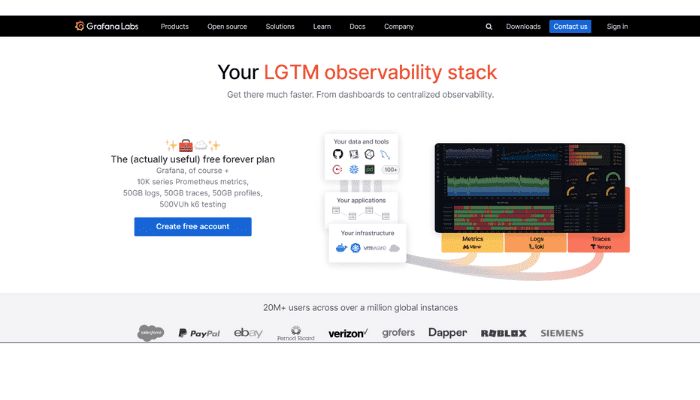 Grafana Labs Products Open source Solutions Learn Docs Company Downloads Contact us Sign in
Your LGTM observability stack
Get there much faster. From dashboards to centralized observability.
The (actually useful) free forever plan
Grafana, of course +
10K series Prometheus metrics,
50GB logs, 50GB traces, 50GB profiles,
500VUh k6 testing
Create free account
Your data and tools
100+
Your applications
Your infrastructure
vmware
Metrics Logs Traces
Mimir Loki Tempo
20M+ users across over a million global instances
salesforce PayPal ebay Pernod Ricard verizon grofers Dapper ROBLOX SIEMENS